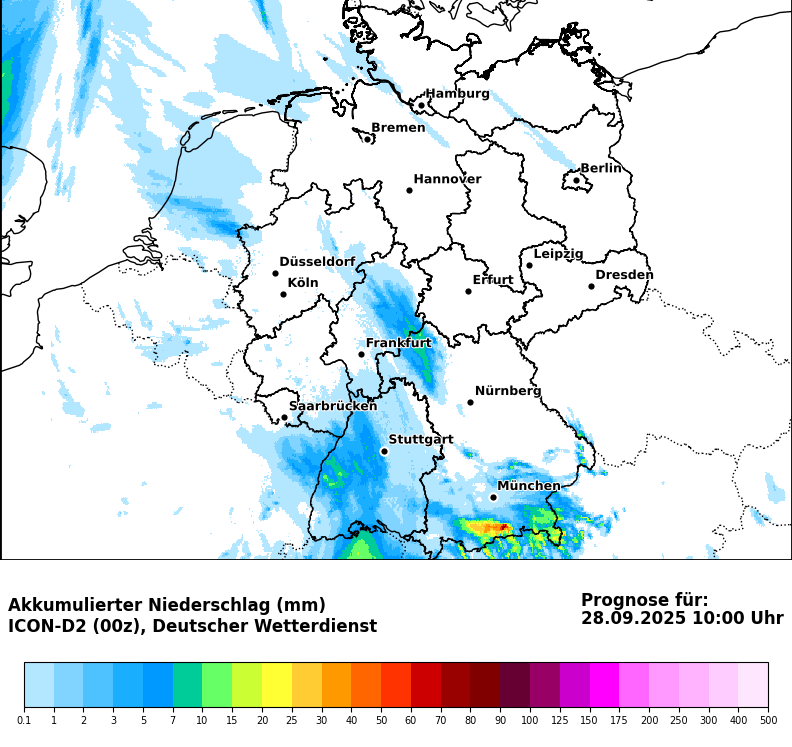 Hamburg
Bremen
Berlin
Hannover
Leipzig
Düsseldorf
Dresden
Erfurt
Köln
Frankfurt
Nürnberg
Saarbrücken
Stuttgart
München
Akkumulierter Niederschlag (mm)
ICON-D2 (00z), Deutscher Wetterdienst
Prognose für:
28.09.2025 10:00 Uhr
0.1 1 2 3 5 7 10 15 20 25 30 40 50 60 70 80 90 100 125 150 175 200 250 300 400 500